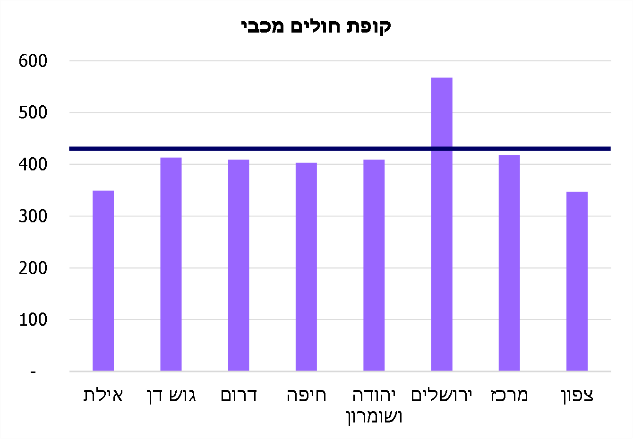 קופת חולים מכבי
600
500
400
300
200
100
-
אילת
גוש דן
דרום
חיפה
יהודה
ושומרון
ירושלים
מרכז
צפון